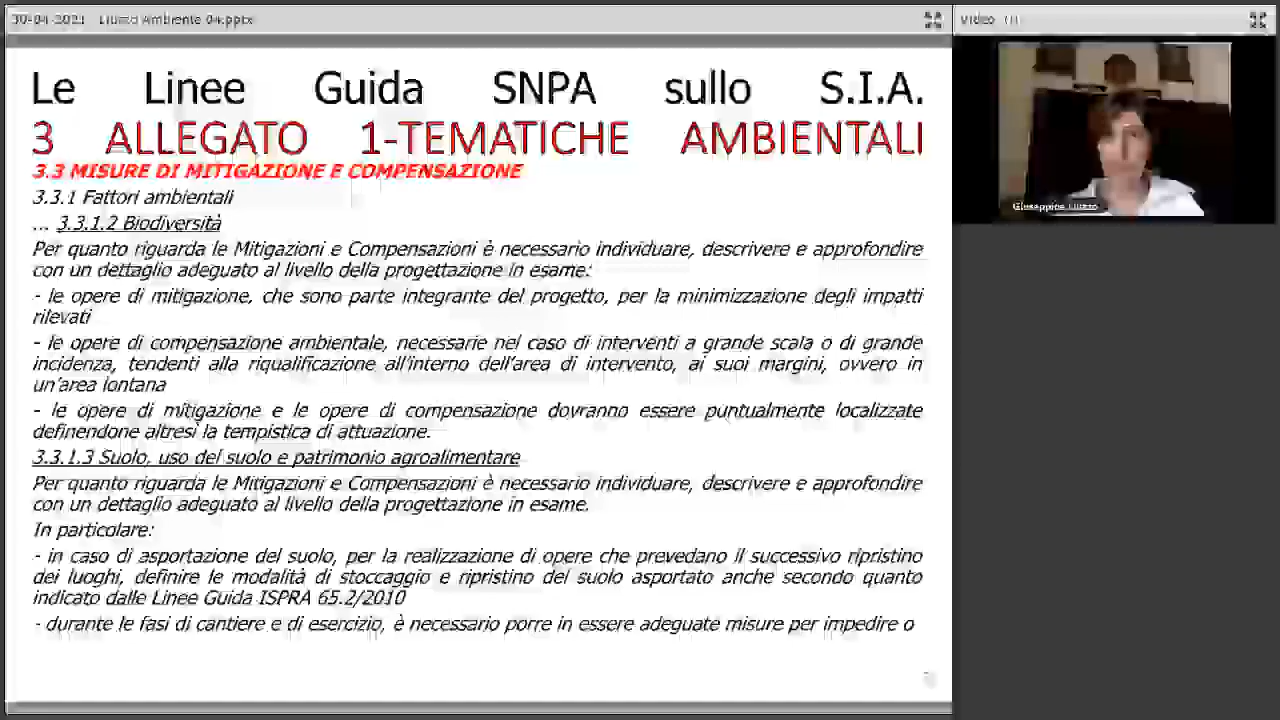 30-04-2021 Liuzzo Ambiente 04.pptx
Video
Le Linee Guida SNPA sullo S.I.A.
3 ALLEGATO 1-TEMATICHE AMBIENTALI
3.3 MISURE DI MITIGAZIONE E COMPENSAZIONE
3.3.1 Fattori ambientali
... 3.3.1.2 Biodiversità
Per quanto riguarda le Mitigazioni e Compensazioni è necessario individuare, descrivere e approfondire
con un dettaglio adeguato al livello della progettazione in esame:
- le opere di mitigazione, che sono parte integrante del progetto, per la minimizzazione degli impatti
rilevati
- le opere di compensazione ambientale, necessarie nel caso di interventi a grande scala o di grande
incidenza, tendenti alla riqualificazione all'interno dell'area di intervento, ai suoi margini, ovvero in
un'area lontana
- le opere di mitigazione e le opere di compensazione dovranno essere puntualmente localizzate
definendone altresì la tempistica di attuazione.
3.3.1.3 Suolo, uso del suolo e patrimonio agroalimentare
Per quanto riguarda le Mitigazioni e Compensazioni è necessario individuare, descrivere e approfondire
con un dettaglio adeguato al livello della progettazione in esame.
In particolare:
- in caso di asportazione del suolo, per la realizzazione di opere che prevedano il successivo ripristino
dei luoghi, definire le modalità di stoccaggio e ripristino del suolo asportato anche secondo quanto
indicato dalle Linee Guida ISPRA 65.2/2010
- durante le fasi di cantiere e di esercizio, è necessario porre in essere adeguate misure per impedire o